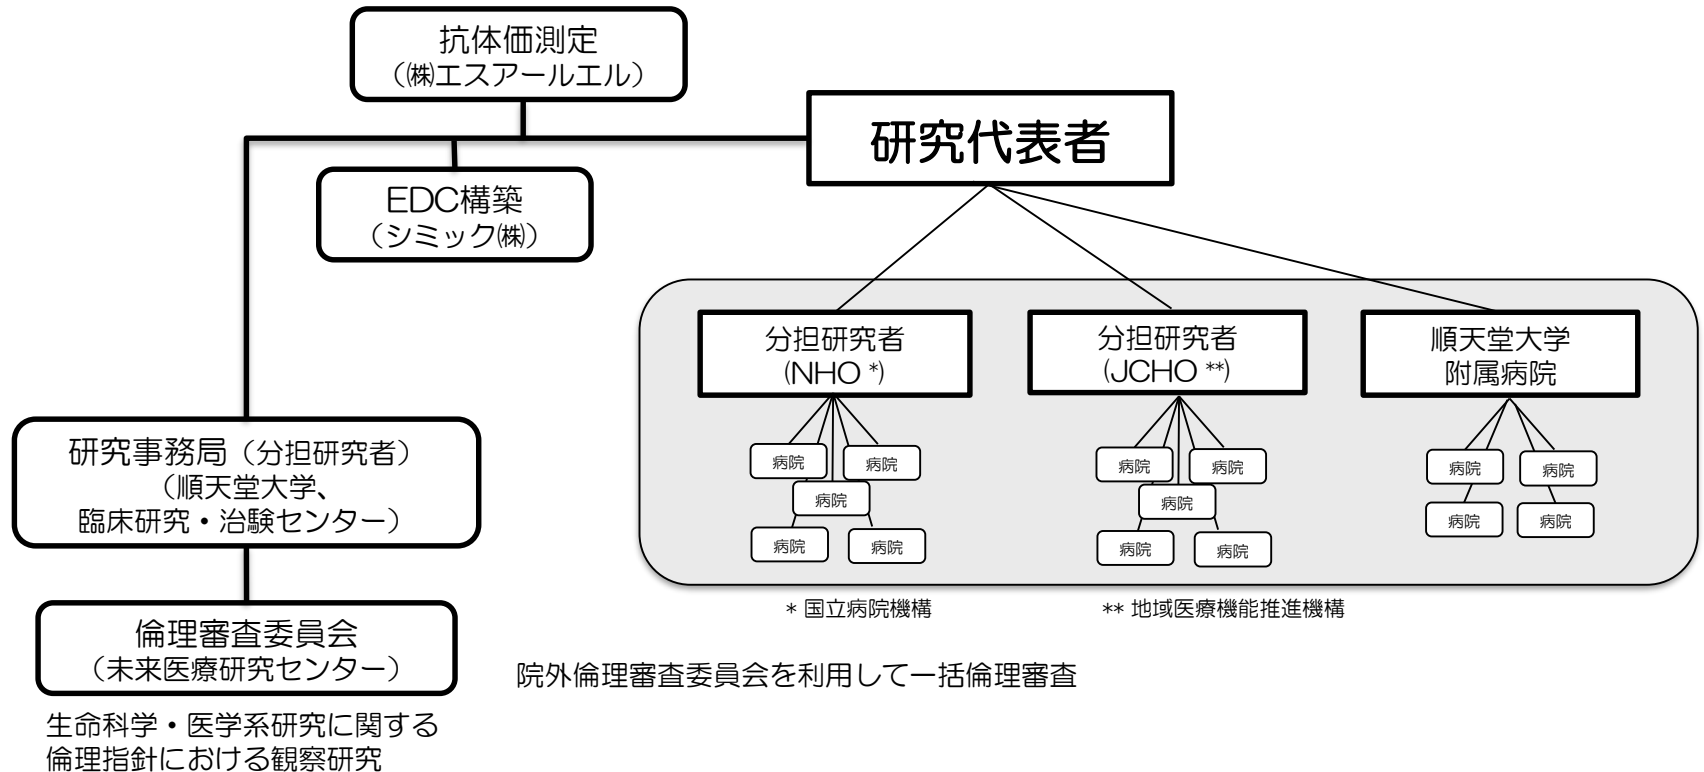 抗体価測定
（㈱エスアールエル）
研究代表者
EDC構築
（シミック㈱）
分担研究者
(NHO *)
分担研究者
(JCHO **)
順天堂大学
附属病院
病院
病院
病院
病院
病院
病院
病院
病院
病院
病院
病院
病院
病院
病院
* 国立病院機構
** 地域医療機能推進機構
研究事務局（分担研究者）
（順天堂大学、
臨床研究・治験センター）
倫理審査委員会
（未来医療研究センター）
院外倫理審査委員会を利用して一括倫理審査
生命科学・医学系研究に関する
倫理指針における観察研究